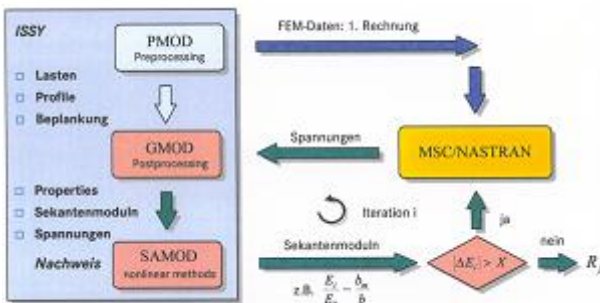 ISSY
PMOD
Preprocessing
Lasten
Profile
Beplankung
GMOD
Postprocessing
Properties
Sekantenmoduln
Spannungen
SAMOD
nonlinear methods
Nachweis
FEM-Daten: 1. Rechnung
Spannungen
MSC/NASTRAN
Iteration i
ja
Sekantenmoduln
nein
z.B.
> X